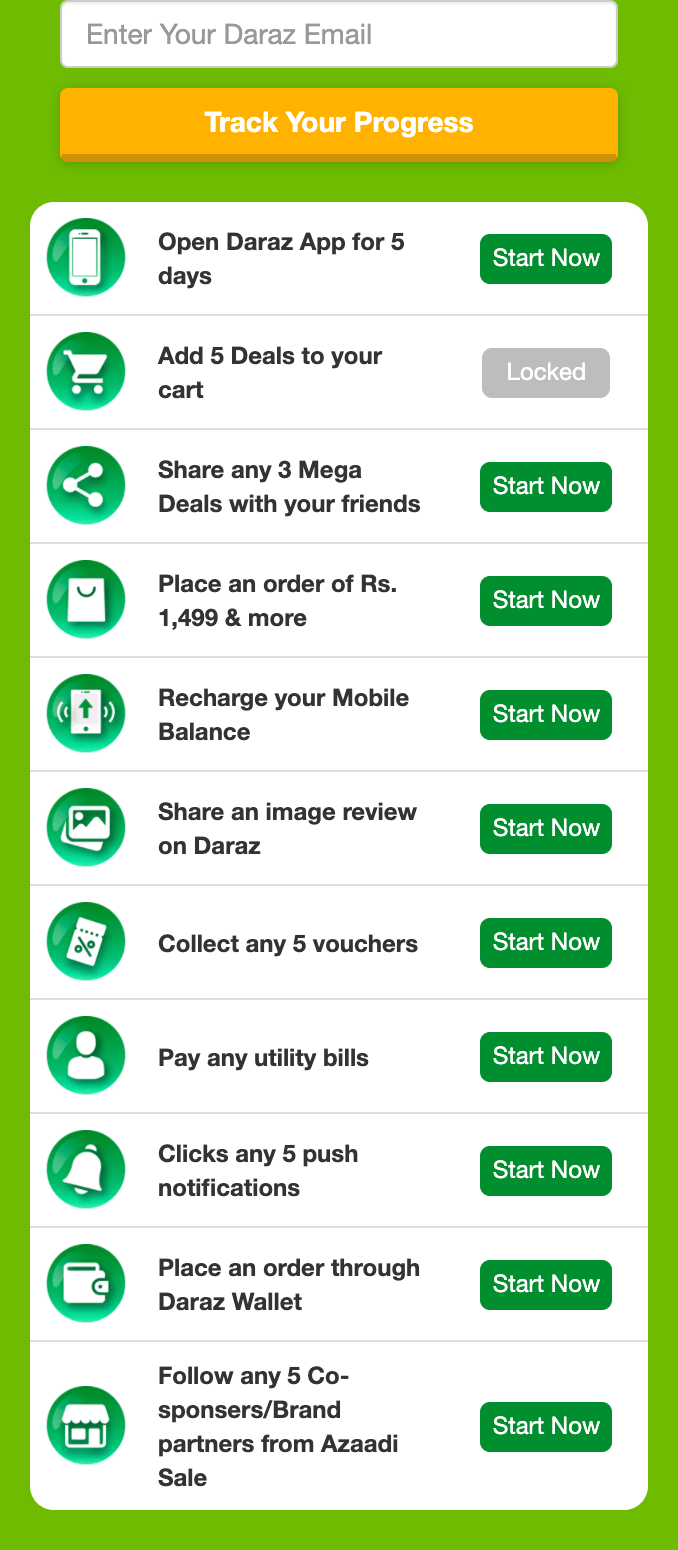 Enter Your Daraz Email
Track Your Progress
Open Daraz App for 5
days
Start Now
Add 5 Deals to your
cart
Locked
Share any 3 Mega
Deals with your friends
Start Now
Place an order of Rs.
1,499 & more
Start Now
Recharge your Mobile
Balance
Start Now
Share an image review
on Daraz
Start Now
Collect any 5 vouchers
Start Now
Pay any utility bills
Start Now
Clicks any 5 push
notifications
Start Now
Place an order through
Daraz Wallet
Start Now
Follow any 5 Co-
sponsers/Brand
partners from Azaadi
Sale
Start Now